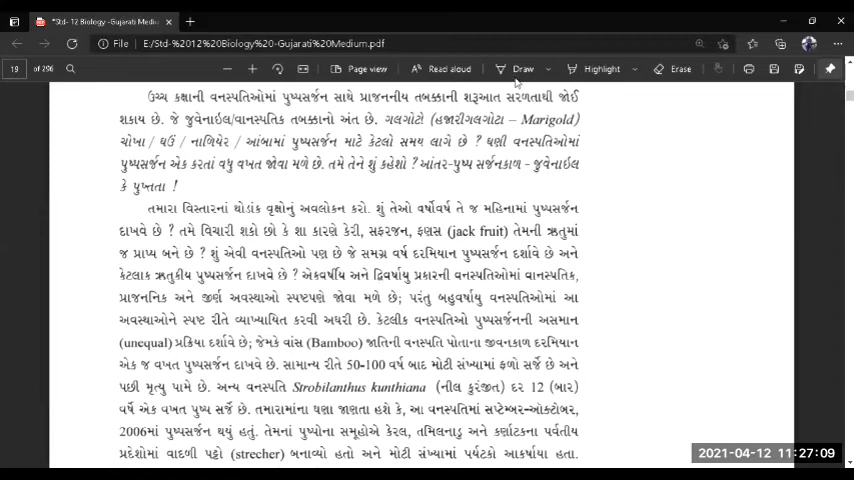 *Std- 12 Biology -Gujarati Mediu
File E:/Std-%2012%20Biology%20-Gujarati%20Medium.pdf
19 of 296 Page view Read aloud Draw Highlight Erase
ઉચ્ચ કક્ષાની વનસ્પતિઓમાં પુષ્પસર્જન સાથે પ્રાજનનીય તબક્કાની શરૂઆત સરળતાથી જોઈ
શકાય છે. જે જુવેનાઇલ/વાનસ્પતિક તબક્કાનો અંત છે. ગલગોટો (હજારીગલગોટા – Marigold)
ચોખા / ઘઉં / નાળિયેર / આંબામાં પુષ્પસર્જન માટે કેટલો સમય લાગે છે ? ઘણી વનસ્પતિઓમાં
પુષ્પસર્જન એક કરતાં વધુ વખત જોવા મળે છે. તમે તેને શું કહેશો ? આંતર-પુષ્પ સર્જનકાળ - જુવેનાઇલ
કે પુખ્તતા !
તમારા વિસ્તારનાં થોડાંક વૃક્ષોનું અવલોકન કરો. શું તેઓ વર્ષોવર્ષ તે જ મહિનામાં પુષ્પસર્જન
દાખવે છે ? તમે વિચારી શકો છો કે શા કારણે કેરી, સફરજન, ફણસ (jack fruit) તેમની ઋતુમાં
જ પ્રાપ્ય બને છે ? શું એવી વનસ્પતિઓ પણ છે જે સમગ્ર વર્ષ દરમિયાન પુષ્પસર્જન દર્શાવે છે અને
કેટલાક ઋતુકીય પુષ્પસર્જન દાખવે છે ? એકવર્ષીય અને દ્વિવર્ષાયુ પ્રકારની વનસ્પતિઓમાં વાનસ્પતિક,
પ્રાજનનિક અને જીર્ણ અવસ્થાઓ સ્પષ્ટપણે જોવા મળે છે; પરંતુ બહુવર્ષાયુ વનસ્પતિઓમાં આ
અવસ્થાઓને સ્પષ્ટ રીતે વ્યાખ્યાયિત કરવી અઘરી છે. કેટલીક વનસ્પતિઓ પુષ્પસર્જનની અસમાન
(unequal) પ્રક્રિયા દર્શાવે છે; જેમકે વાંસ (Bamboo) જાતિની વનસ્પતિ પોતાના જીવનકાળ દરમિયાન
એક જ વખત પુષ્પસર્જન દાખવે છે. સામાન્ય રીતે 50-100 વર્ષ બાદ મોટી સંખ્યામાં ફળો સર્જે છે અને
પછી મૃત્યુ પામે છે. અન્ય વનસ્પતિ Strobilanthus kunthiana (નીલ કુરંજીત) દર 12 (બાર)
વર્ષે એક વખત પુષ્પ સર્જે છે. તમારામાંના ઘણા જાણતા હશે કે, આ વનસ્પતિમાં સપ્ટેમ્બર-ઑક્ટોબર,
2006માં પુષ્પસર્જન થયું હતું. તેમનાં પુષ્પોના સમૂહોએ કેરલ, તમિલનાડુ અને કર્ણાટકના પર્વતીય
પ્રદેશોમાં વાદળી પટ્ટો (strecher) બનાવ્યો હતો અને મોટી સંખ્યામાં પર્યટકો આકર્ષાયા હતા.
2021-04-12 11:27:09